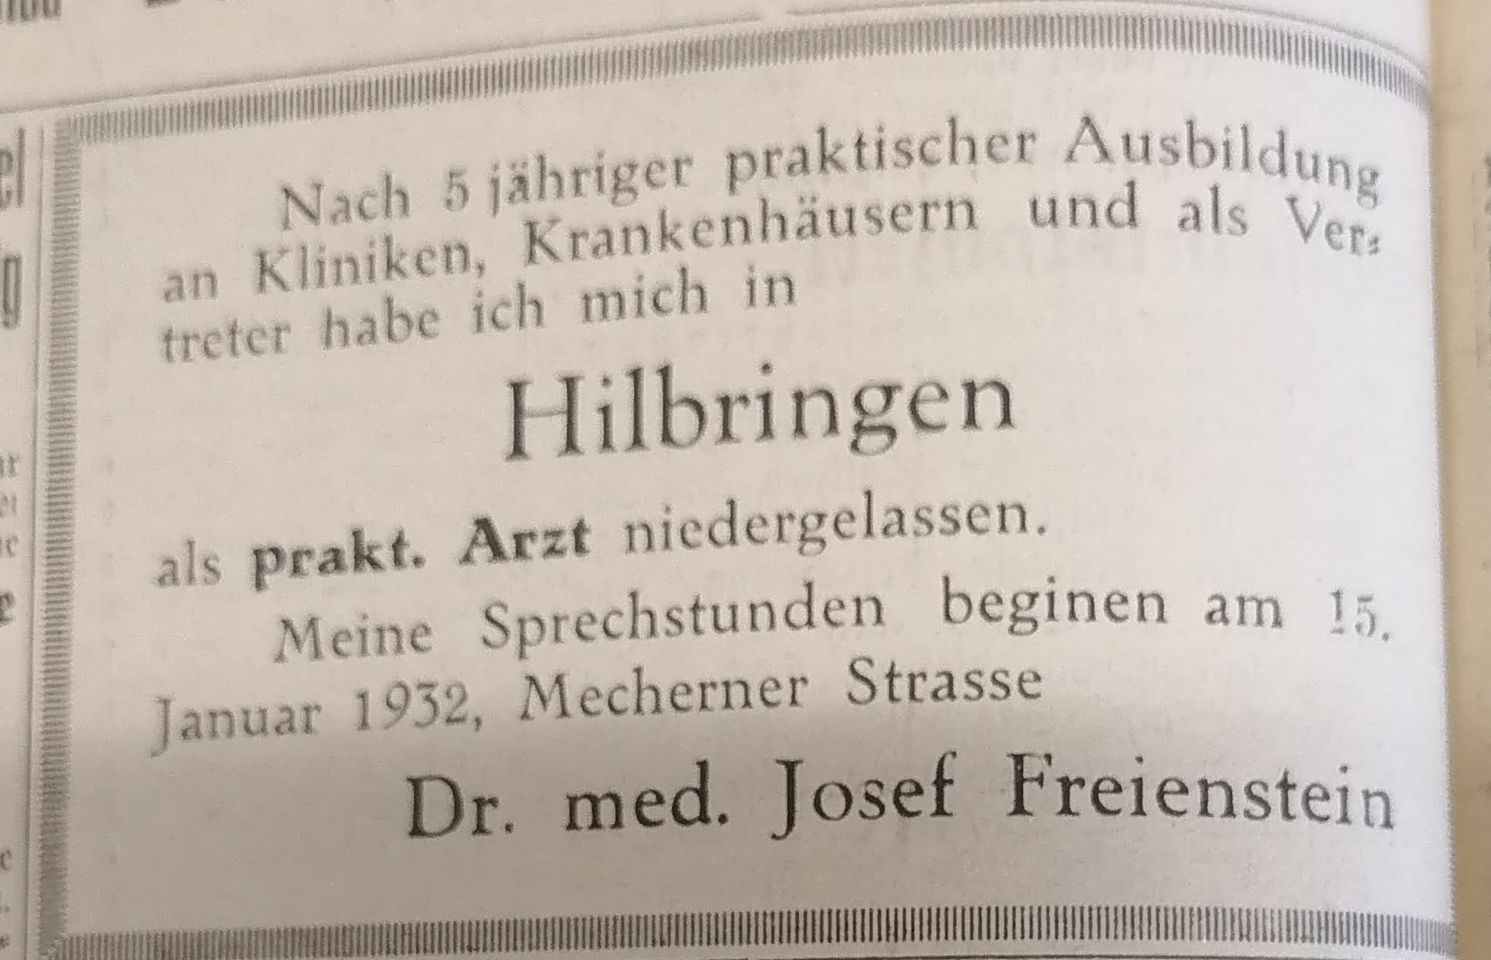 Nach 5 jähriger praktischer Ausbildung
an Kliniken, Krankenhäusern und als Ver-
treter habe ich mich in
Hilbringen
als prakt. Arzt niedergelassen.
Meine Sprechstunden beginen am 15.
Januar 1932, Mecherner Strasse
Dr. med. Josef Freienstein